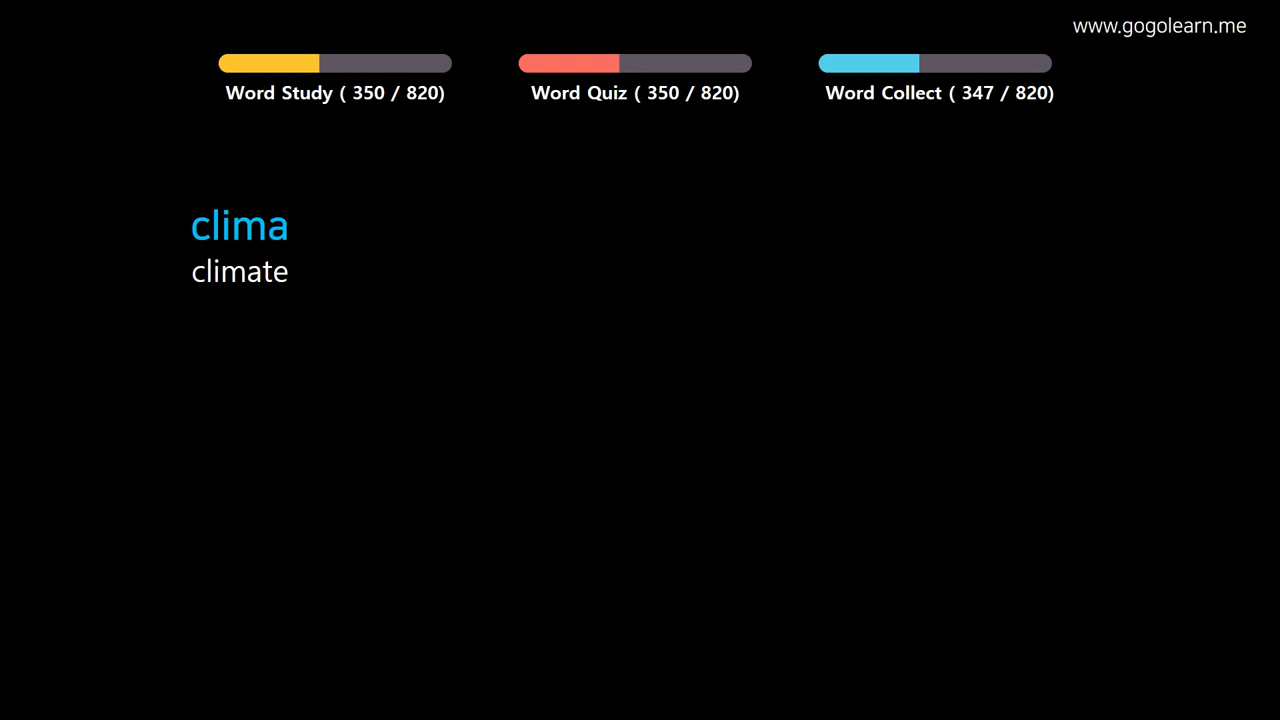 www.gogolearn.me
Word Study ( 350 / 820)
Word Quiz ( 350 / 820)
Word Collect ( 347 / 820)
clima
climate